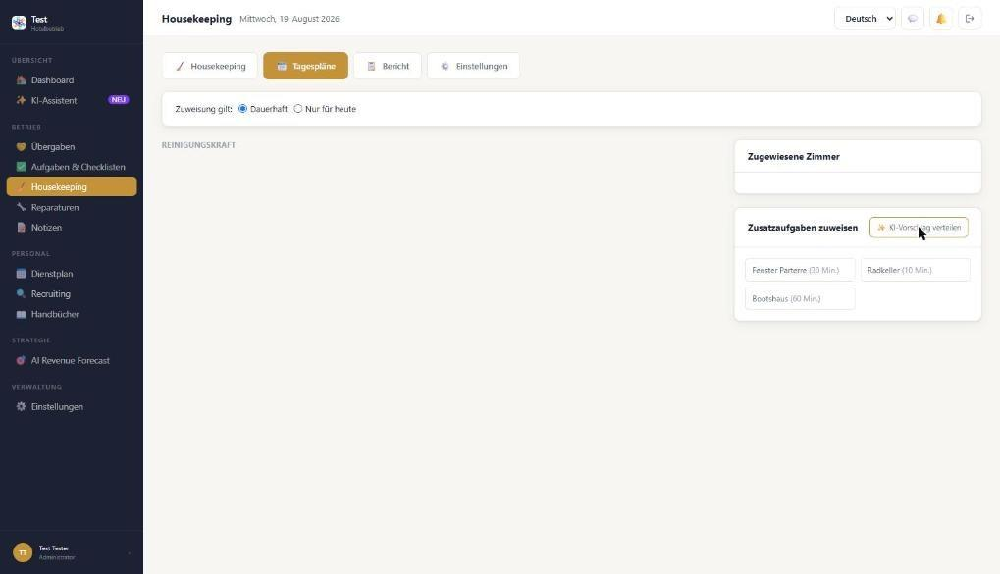 Test
Hotelbetrieb
ÜBERSICHT
Dashboard
KI-Assistent NEU
BETRIEB
Übergaben
Aufgaben & Checklisten
Housekeeping
Reparaturen
Notizen
PERSONAL
Dienstplan
Recruiting
Handbücher
STRATEGIE
AI Revenue Forecast
VERWALTUNG
Einstellungen
TT Test Tester
Administrator
Housekeeping Mittwoch, 19. August 2026
Deutsch
Housekeeping Tagespläne Bericht Einstellungen
Zuweisung gilt: Dauerhaft Nur für heute
REINIGUNGSKRAFT
Zugewiesene Zimmer
Zusatzaufgaben zuweisen KI-Vorschlag verteilen
Fenster Parterre (30 Min.) Radkeller (10 Min.)
Bootshaus (60 Min.)